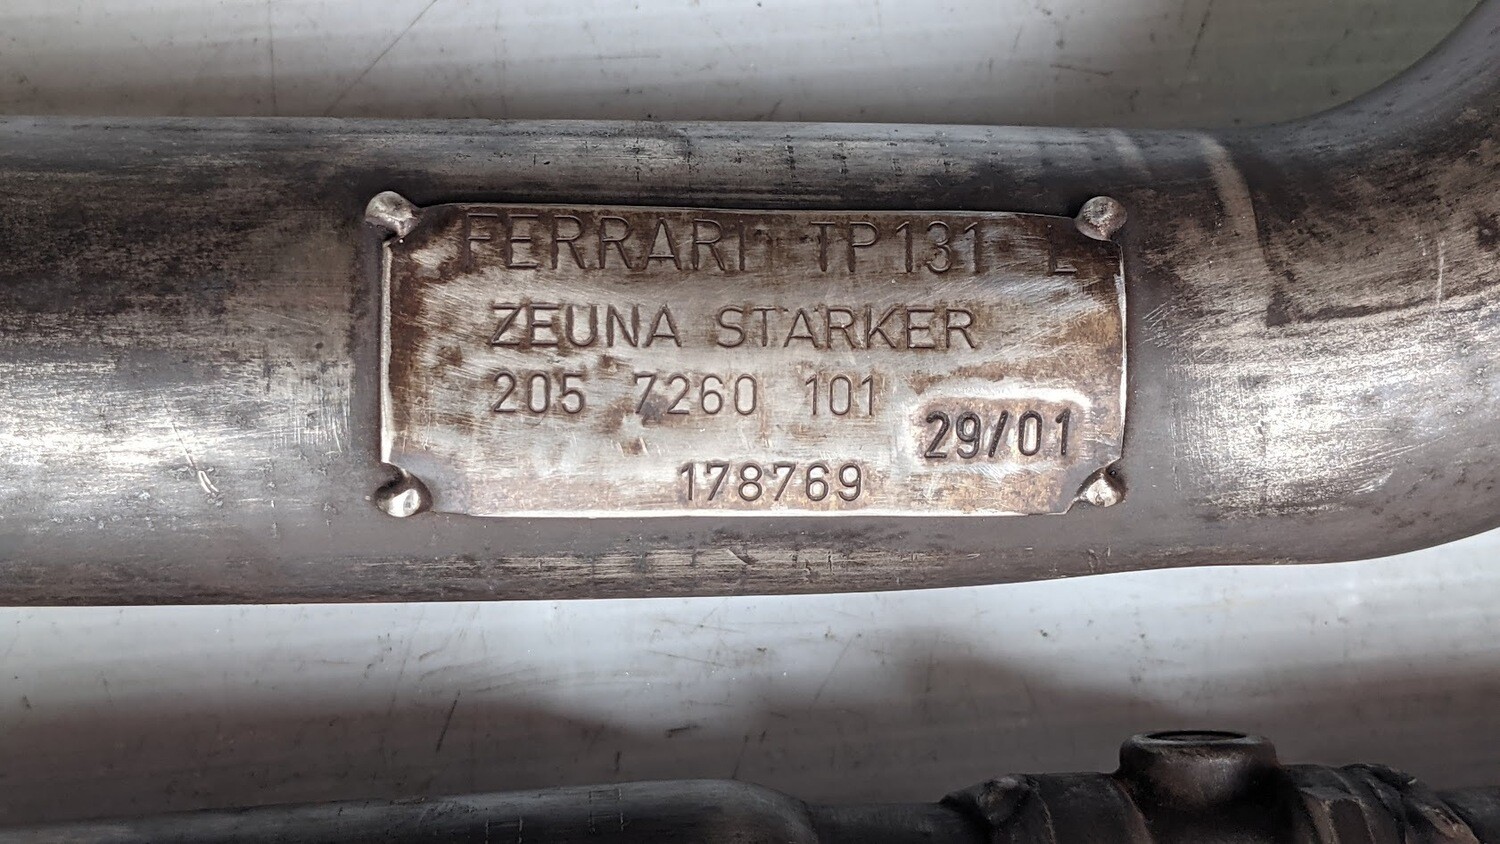 FERRARI TP131 L
ZEUNA STARKER
205 7260 101
29/01
178769